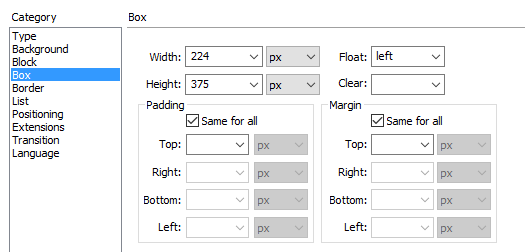 Category
Type
Background
Block
Box
Border
List
Positioning
Extensions
Transition
Language
Box
Width: 224 px Float: left
Height: 375 px Clear:
Padding
Same for all
Top: px
Right: px
Bottom: px
Left: px
Margin
Same for all
Top: px
Right: px
Bottom: px
Left: px